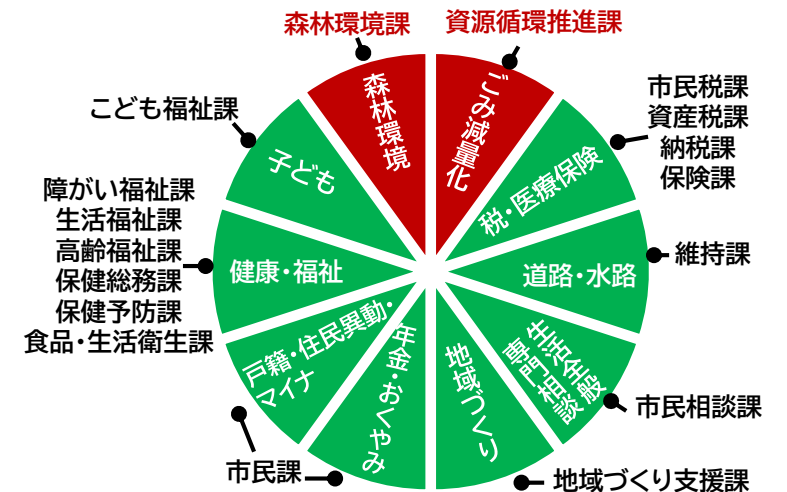 森林環境課
資源循環推進課
森林環境
ごみ減量化
市民税課
資産税課
納税課
保険課
こども福祉課
子ども
税・医療保険
障がい福祉課
生活福祉課
高齢福祉課
保健総務課
保健予防課
食品・生活衛生課
健康・福祉
道路・水路
維持課
戸籍・住民異動・
マイナ
年金・おくやみ
地域づくり
生活全般
専門相談
市民相談課
市民課
地域づくり支援課